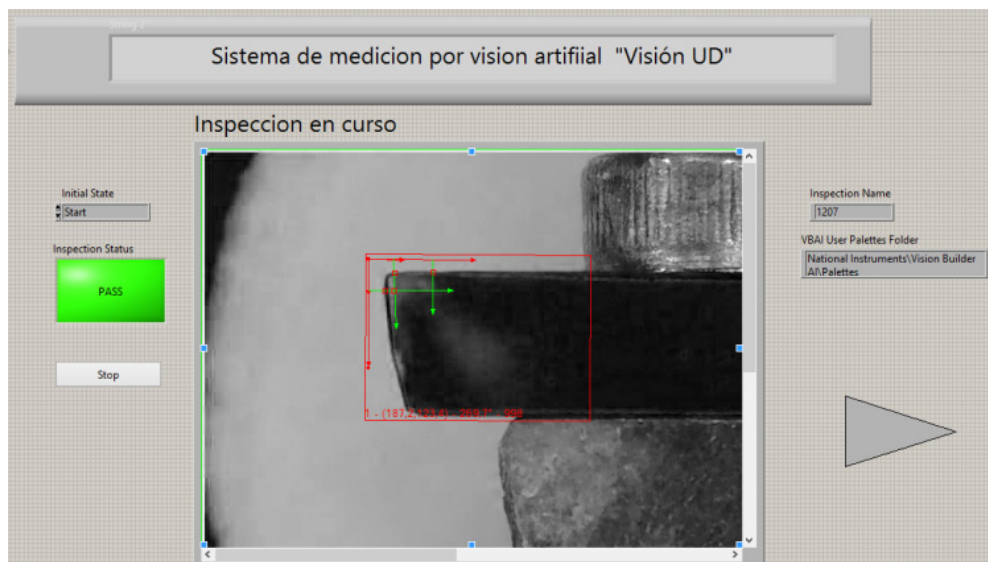 Sistema de medicion por vision artifiial "Visión UD"
Inspeccion en curso
Initial State
Start
Inspection Status
PASS
Stop
Inspection Name
1207
VBAI User Palettes Folder
National Instruments\Vision Builder
AI\Palettes